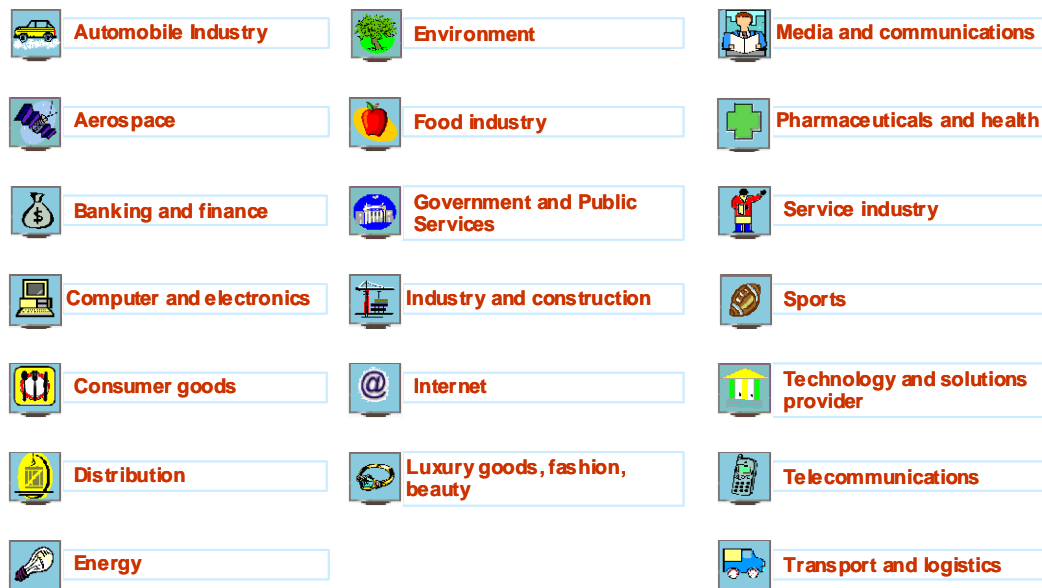 Automobile Industry
Aerospace
Banking and finance
Computer and electronics
Consumer goods
Distribution
Energy
Environment
Food industry
Government and Public
Services
Industry and construction
@
Internet
Luxury goods, fashion,
beauty
Media and communications
Pharmaceuticals and health
Service industry
Sports
Technology and solutions
provider
Telecommunications
Transport and logistics
$